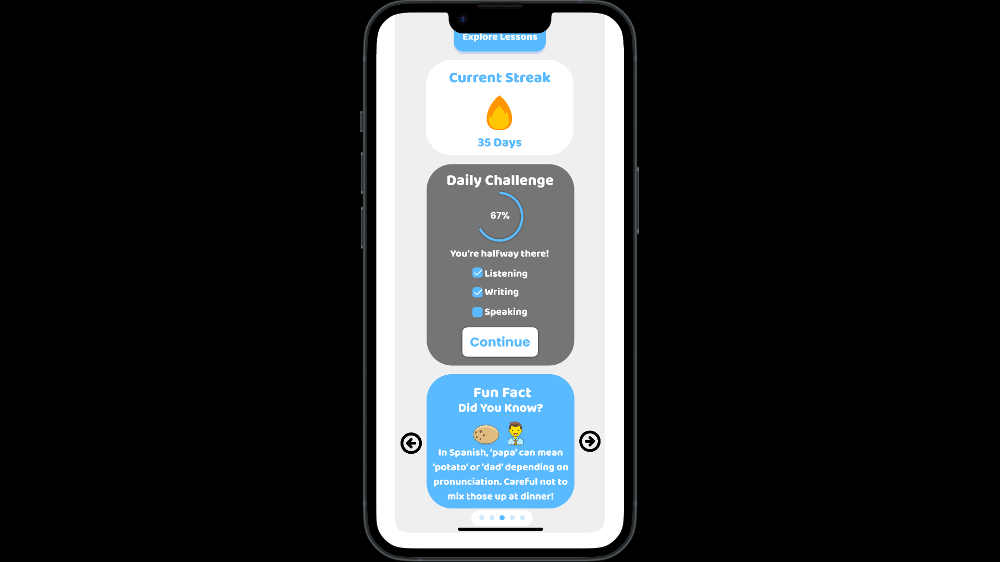 Explore Lessons
Current Streak
35 Days
Daily Challenge
67%
You’re halfway there!
Listening
Writing
Speaking
Continue
Fun Fact
Did You Know?
In Spanish, ‘papa’ can mean
‘potato’ or ‘dad’ depending on
pronunciation. Careful not to
mix those up at dinner!